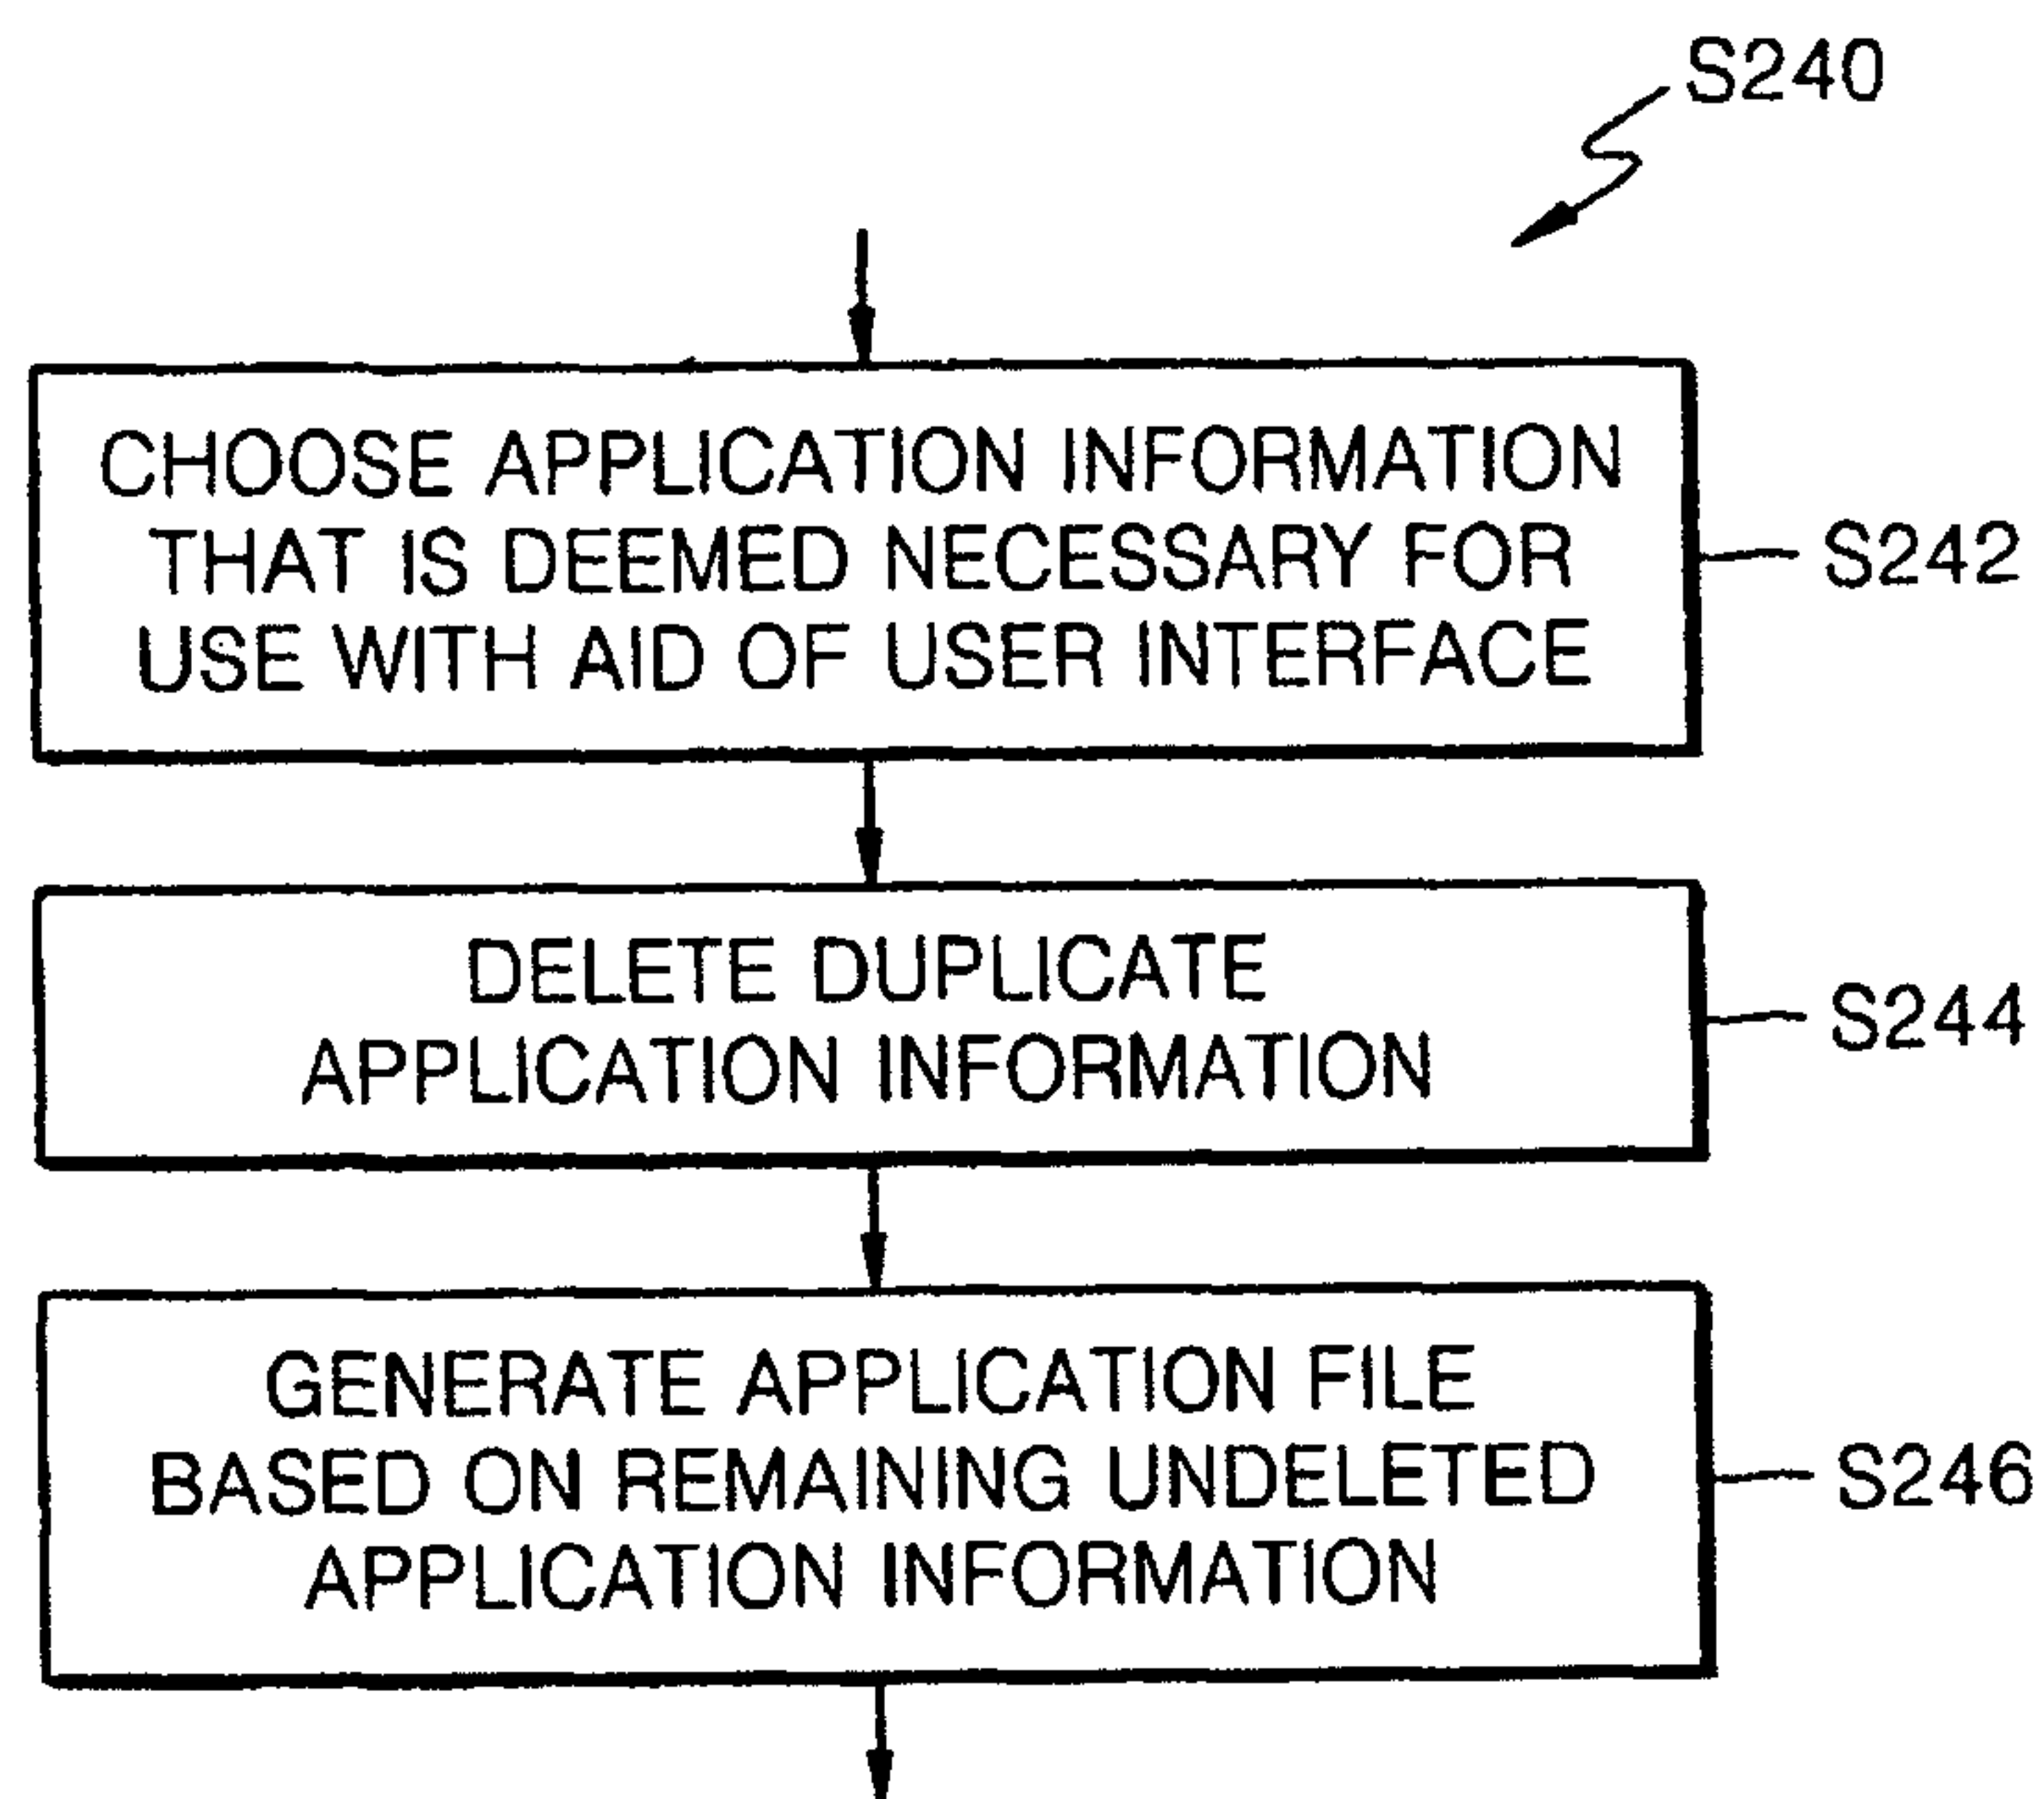 S240
CHOOSE APPLICATION INFORMATION
THAT IS DEEMED NECESSARY FOR
USE WITH AID OF USER INTERFACE
S242
DELETE DUPLICATE
APPLICATION INFORMATION
S244
GENERATE APPLICATION FILE
BASED ON REMAINING UNDELETED
APPLICATION INFORMATION
S246